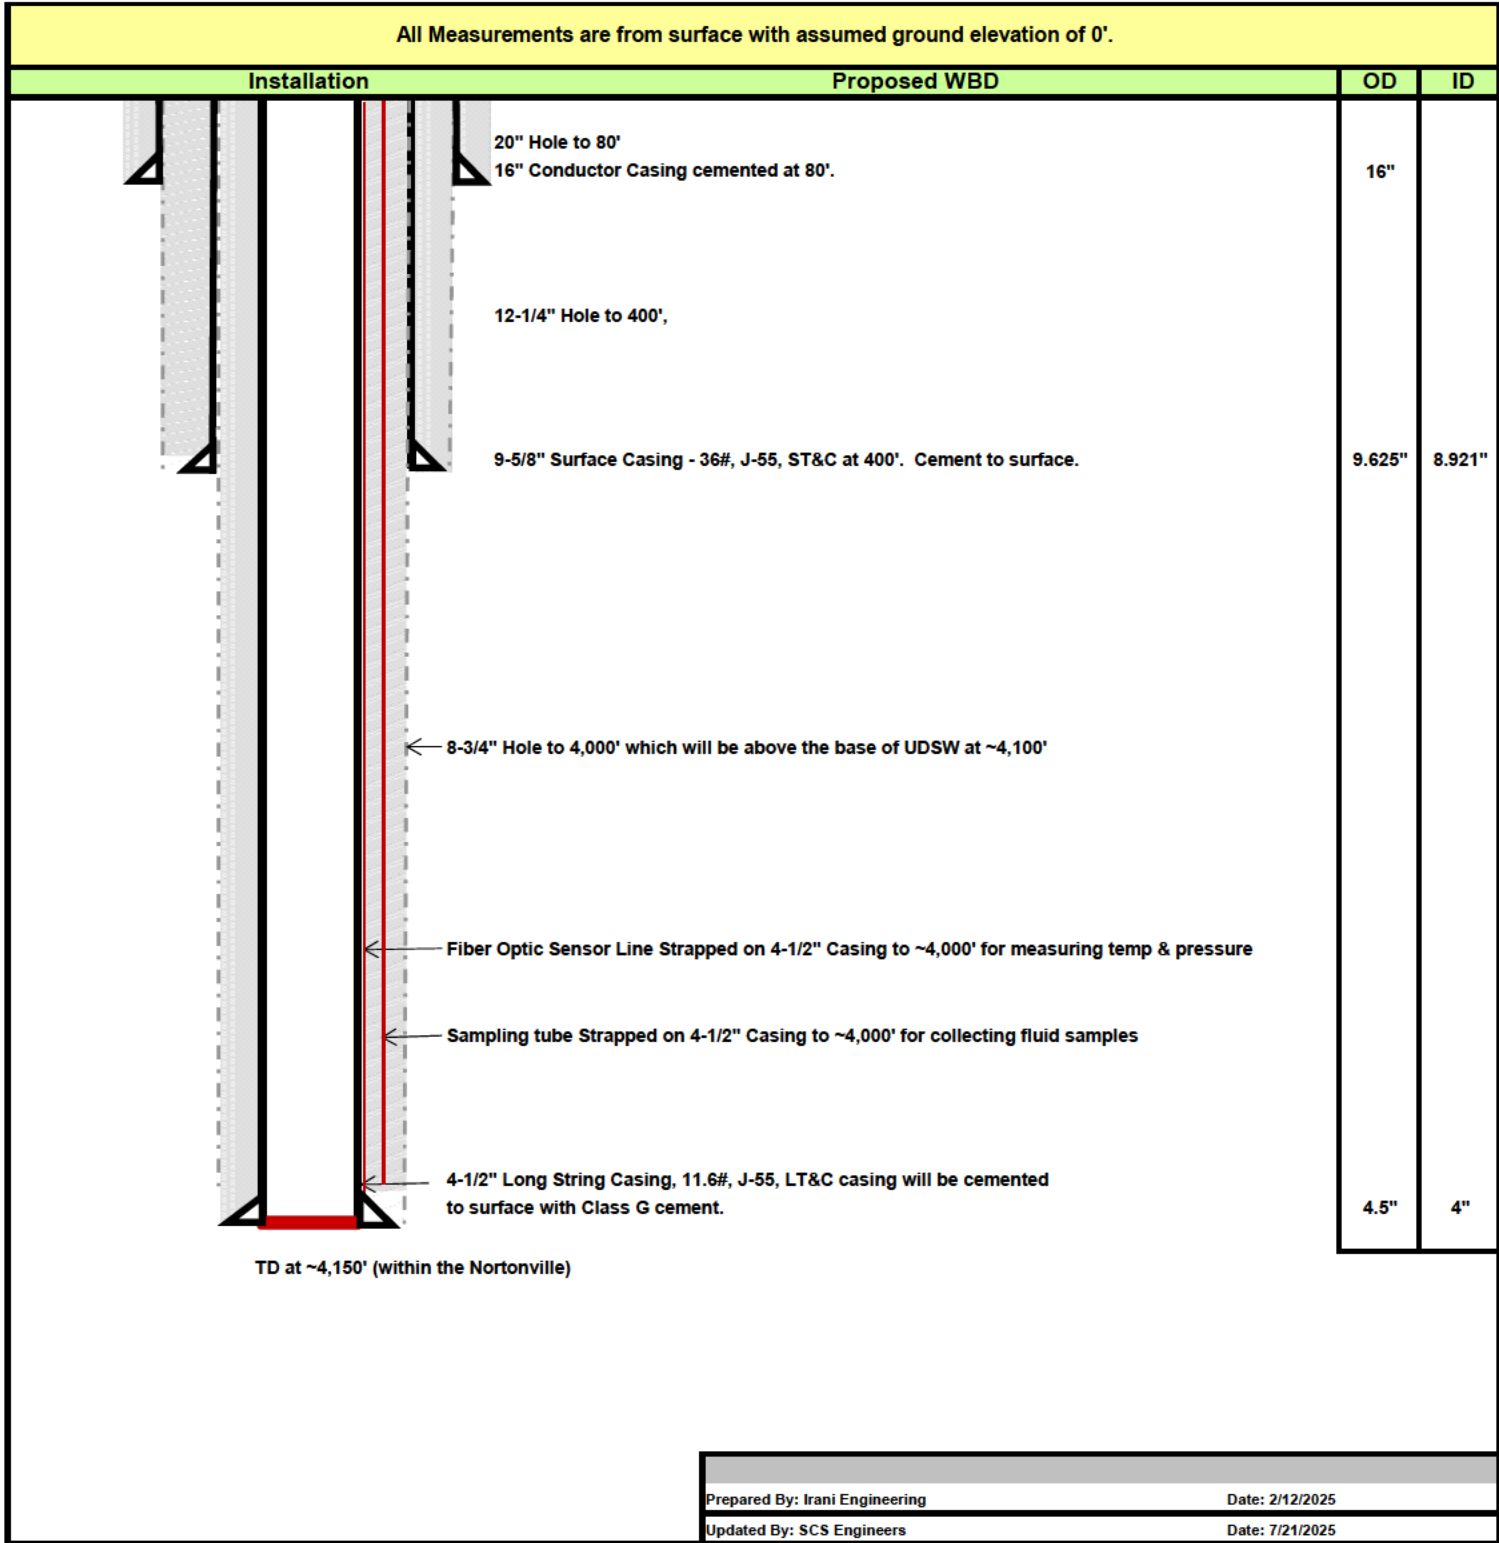 All Measurements are from surface with assumed ground elevation of 0'.
Installation Proposed WBD OD ID
20" Hole to 80'
16" Conductor Casing cemented at 80'. 16"
12-1/4" Hole to 400',
9-5/8" Surface Casing - 36#, J-55, ST&C at 400'. Cement to surface. 9.625" 8.921"
8-3/4" Hole to 4,000' which will be above the base of UDSW at ~4,100'
Fiber Optic Sensor Line Strapped on 4-1/2" Casing to ~4,000' for measuring temp & pressure
Sampling tube Strapped on 4-1/2" Casing to ~4,000' for collecting fluid samples
4-1/2" Long String Casing, 11.6#, J-55, LT&C casing will be cemented
to surface with Class G cement. 4.5" 4"
TD at ~4,150' (within the Nortonville)
Prepared By: Irani Engineering Date: 2/12/2025
Updated By: SCS Engineers Date: 7/21/2025